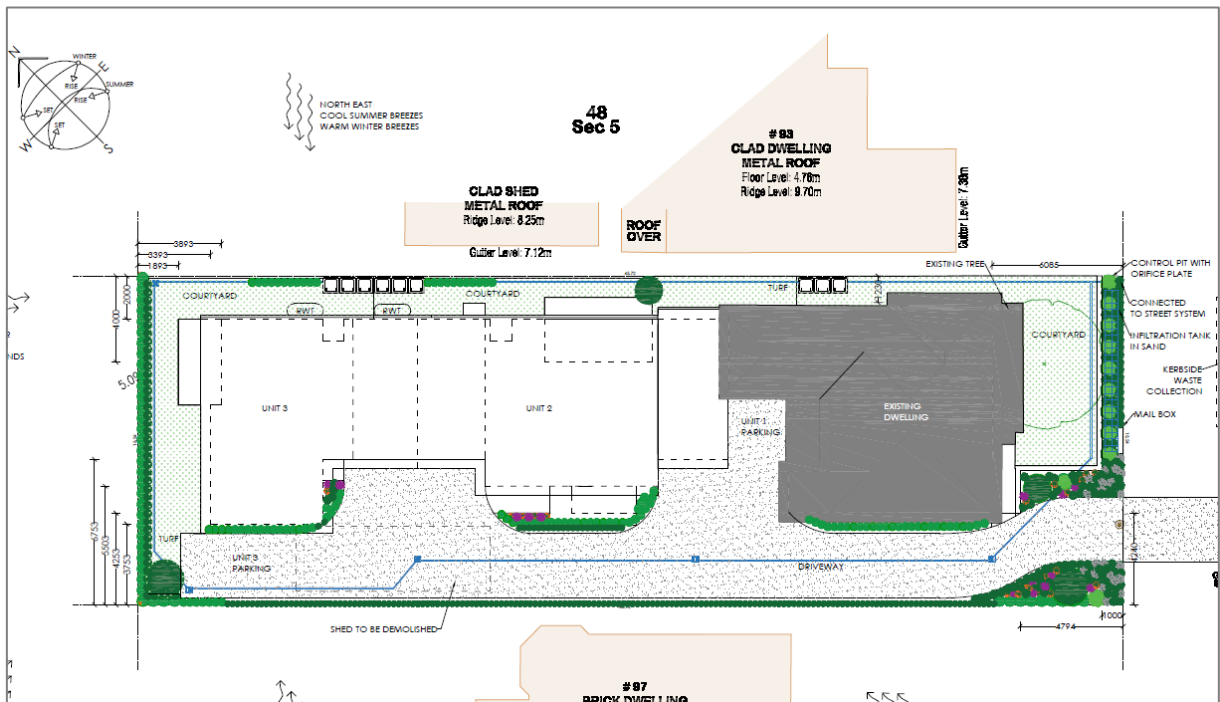 N
WINTER
E
SUMMER
RISE
RISE
SET
SET
W
S
NORTH EAST
COOL SUMMER BREEZES
WARM WINTER BREEZES
48
Sec 5
# 93
CLAD DWELLING
METAL ROOF
Floor Level: 4.76m
Ridge Level: 9.70m
Gutter Level: 7.38m
CLAD SHED
METAL ROOF
Ridge Level: 8.25m
Gutter Level: 7.12m
ROOF
OVER
3893
3393
1893
2000
4000
EXISTING TREE
6085
CONTROL PIT WITH
ORIFICE PLATE
CONNECTED
TO STREET SYSTEM
INFILTRATION TANK
IN SAND
KERBSIDE
WASTE
COLLECTION
MAIL BOX
COURTYARD
COURTYARD
TURF
COURTYARD
RWT
RWT
NDS
UNIT 3
UNIT 2
UNIT 1
PARKING
EXISTING
DWELLING
6753
5503
4253
3753
TURF
UNIT 3
PARKING
DRIVEWAY
SHED TO BE DEMOLISHED
1000
4794
# 97
BRICK DWELLING